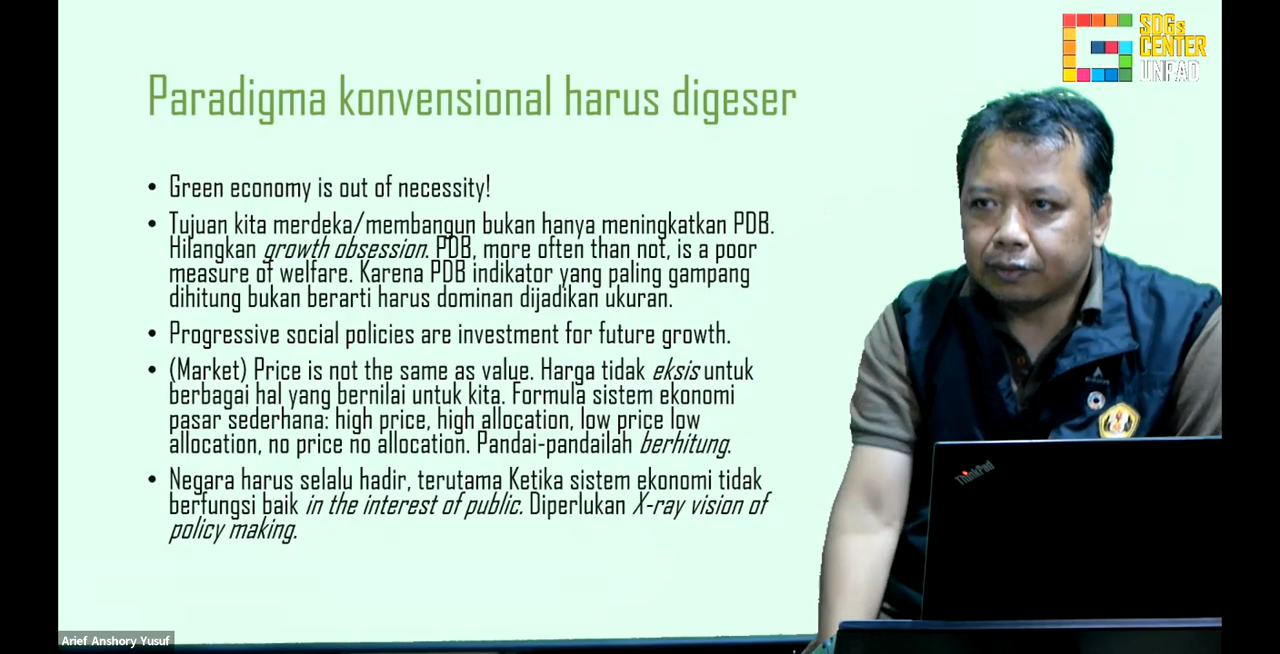 SDGs
CENTER
UNPAD
Paradigma konvensional harus digeser
• Green economy is out of necessity!
• Tujuan kita merdeka/membangun bukan hanya meningkatkan PDB.
Hilangkan growth obsession. PDB, more often than not, is a poor
measure of welfare. Karena PDB indikator yang paling gampang
dihitung bukan berarti harus dominan dijadikan ukuran.
• Progressive social policies are investment for future growth.
• (Market) Price is not the same as value. Harga tidak eksis untuk
berbagai hal yang bernilai untuk kita. Formula sistem ekonomi
pasar sederhana: high price, high allocation, low price low
allocation, no price no allocation. Pandai-pandailah berhitung.
• Negara harus selalu hadir, terutama Ketika sistem ekonomi tidak
berfungsi baik in the interest of public. Diperlukan X-ray vision of
policy making.
ThinkPad
Arief Anshory Yusuf